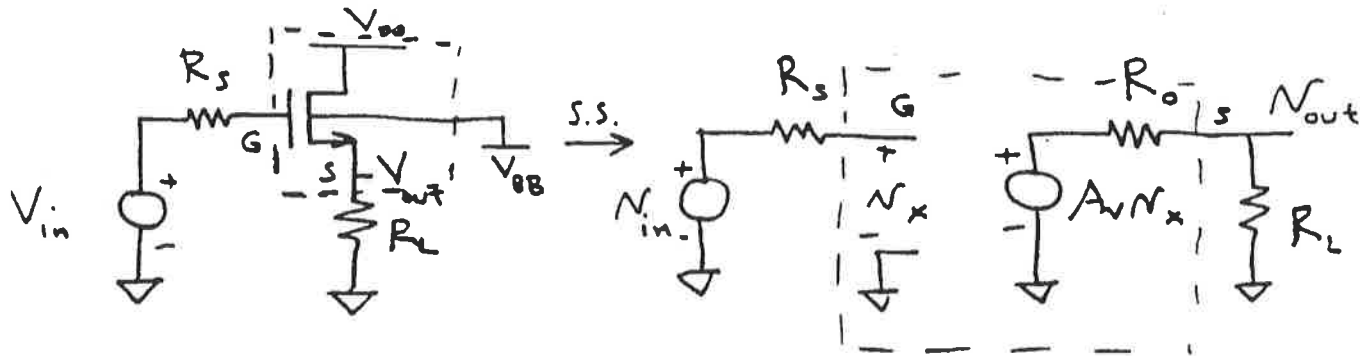 V_DD
R_S
G
S
V_out
V_BB
V_in
+
-
R_L
S.S.
R_S
G
R_o
S
v_out
v_in
+
-
+
v_x
-
+
-
A_v v_x
R_L